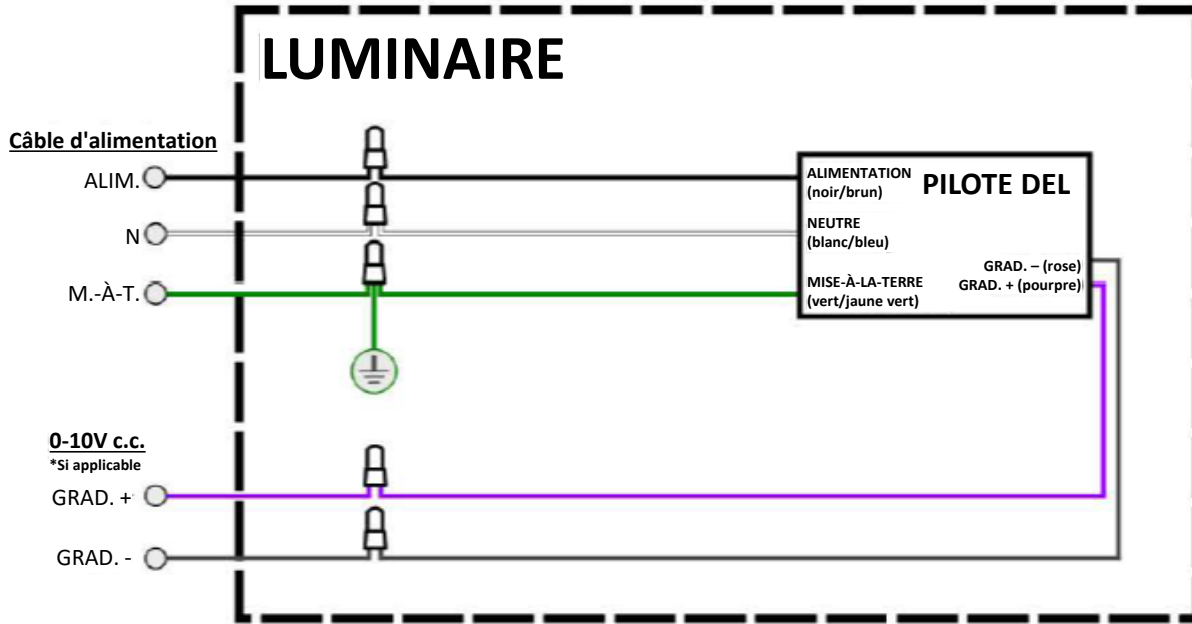 LUMINAIRE
Câble d'alimentation
ALIM.
N
M.-À-T.
ALIMENTATION
(noir/brun)
PILOTE DEL
NEUTRE
(blanc/bleu)
MISE-À-LA-TERRE
(vert/jaune vert)
GRAD. – (rose)
GRAD. + (pourpre)
0-10V c.c.
*Si applicable
GRAD. +
GRAD. -